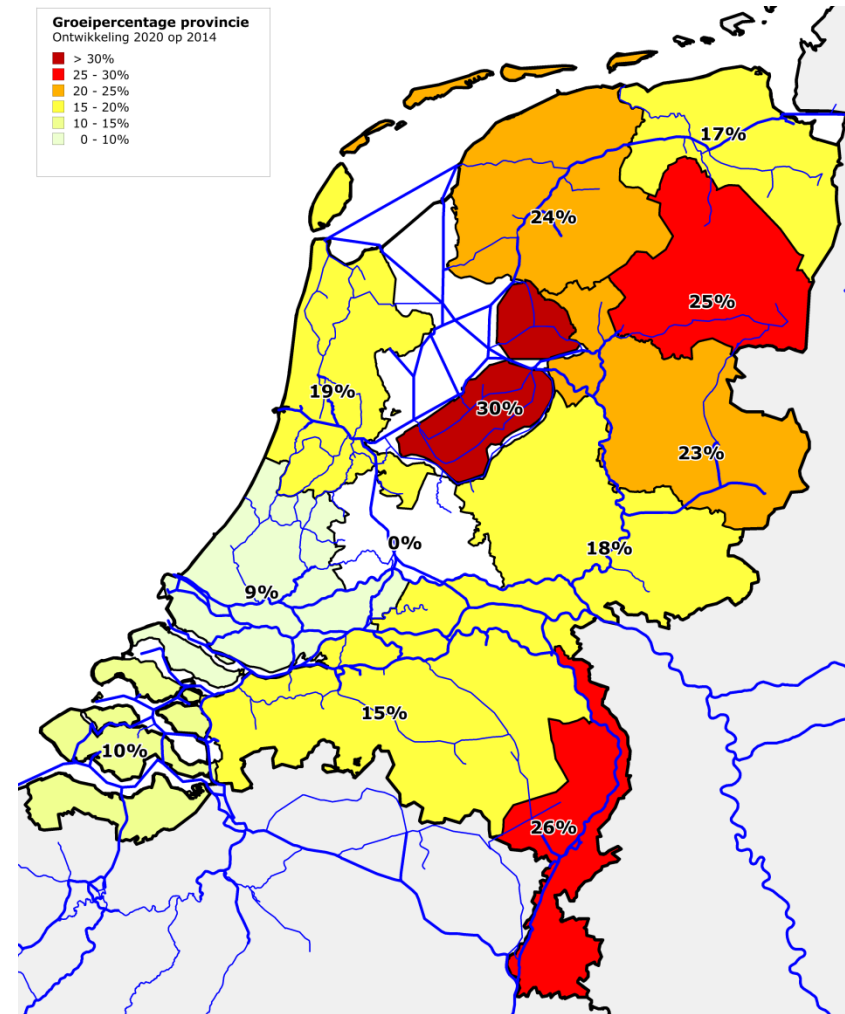 Groeipercentage provincie
Ontwikkeling 2020 op 2014
> 30%
25 - 30%
20 - 25%
15 - 20%
10 - 15%
0 - 10%
17%
24%
25%
19%
30%
23%
0%
18%
9%
15%
10%
26%